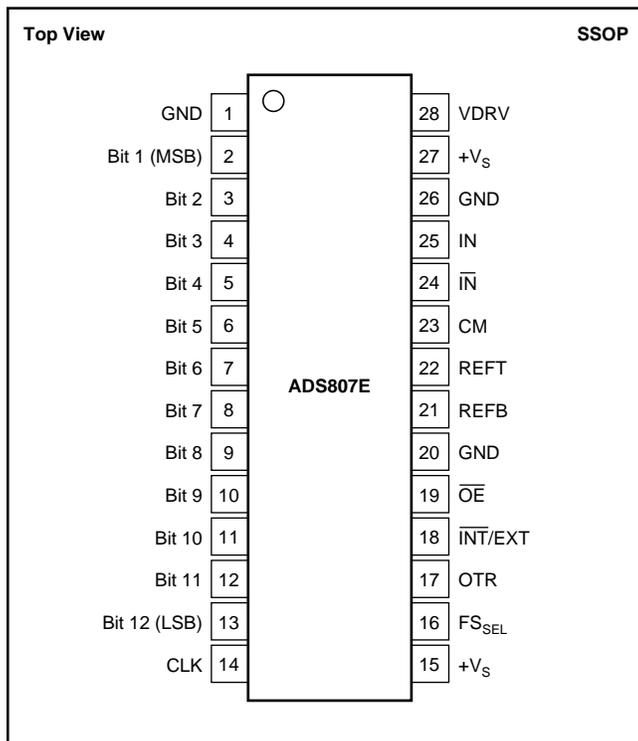 Top View SSOP
GND 1 28 VDRV
Bit 1 (MSB) 2 27 +VS
Bit 2 3 26 GND
Bit 3 4 25 IN
Bit 4 5 24 I̅N̅
Bit 5 6 23 CM
Bit 6 7 22 REFT
ADS807E
Bit 7 8 21 REFB
Bit 8 9 20 GND
Bit 9 10 19 O̅E̅
Bit 10 11 18 I̅N̅T̅/EXT
Bit 11 12 17 OTR
Bit 12 (LSB) 13 16 FSSEL
CLK 14 15 +VS